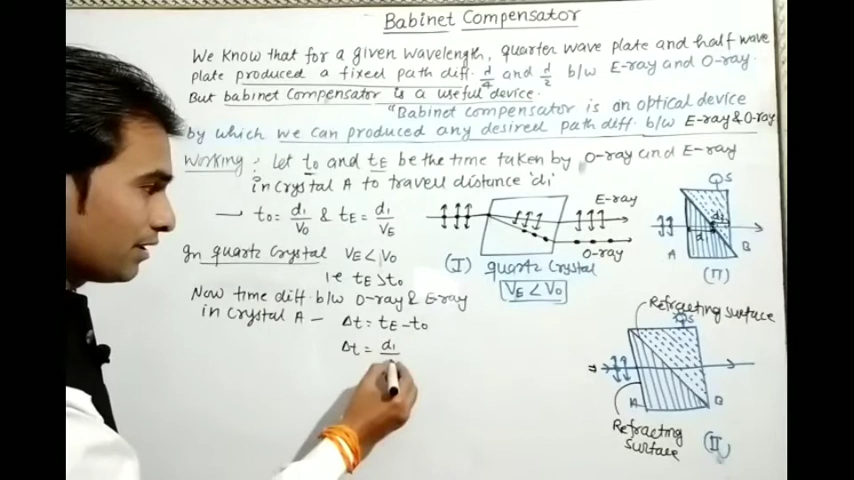 Babinet Compensator
We know that for a given wavelength, quarter wave plate and half wave
plate produced a fixed path diff. λ/4 and λ/2 b/w E-ray and O-ray.
But babinet compensator is a useful device.
"Babinet compensator is an optical device
by which we can produced any desired path diff. b/w E-ray & O-ray
Working: Let to and tE be the time taken by O-ray and E-ray
in crystal A to travell distance 'd1'
→ to = d1/Vo & tE = d1/VE
In quartz crystal VE < Vo
i.e tE > to
Now time diff. b/w O-ray & E-ray
in crystal A – Δt = tE - to
Δt = d1
E-ray
O-ray
(I) quartz crystal
VE < Vo
S
d2
d1
A
B
(II)
Refracting surface
S
A
B
Refracting
surface
(II)